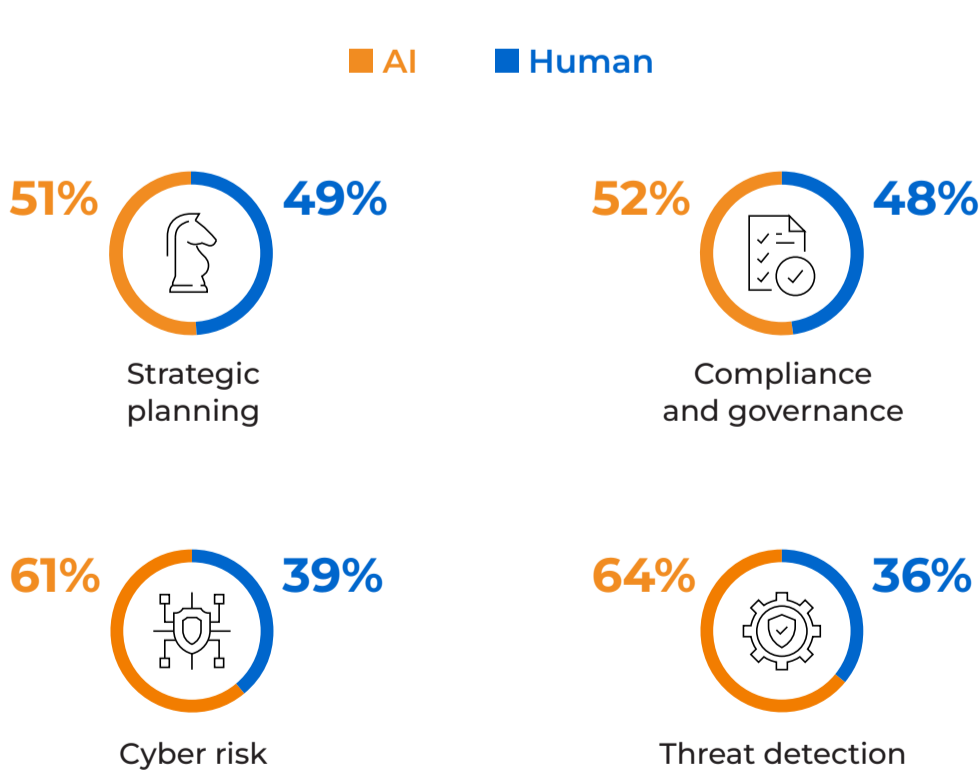 AI Human
51% 49%
Strategic
planning
52% 48%
Compliance
and governance
61% 39%
Cyber risk
64% 36%
Threat detection